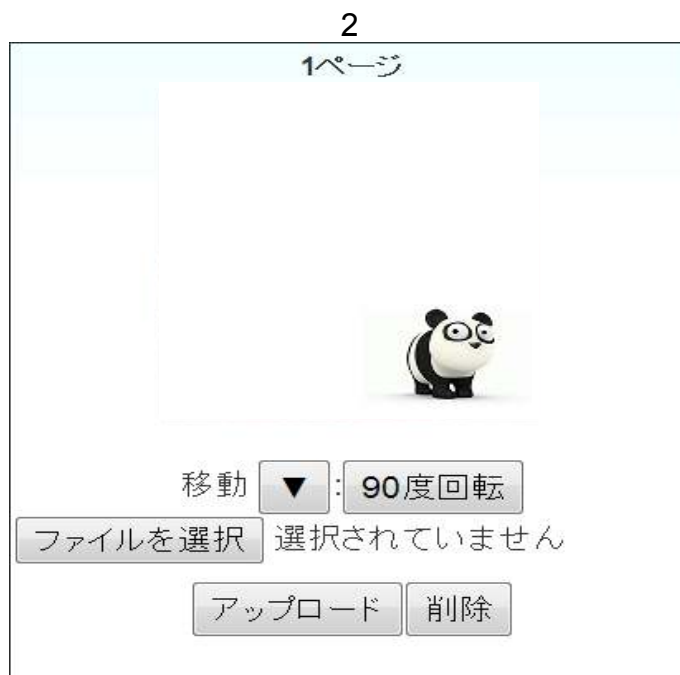 2
1ページ
移動 ▼ : 90度回転
ファイルを選択 選択されていません
アップロード 削除